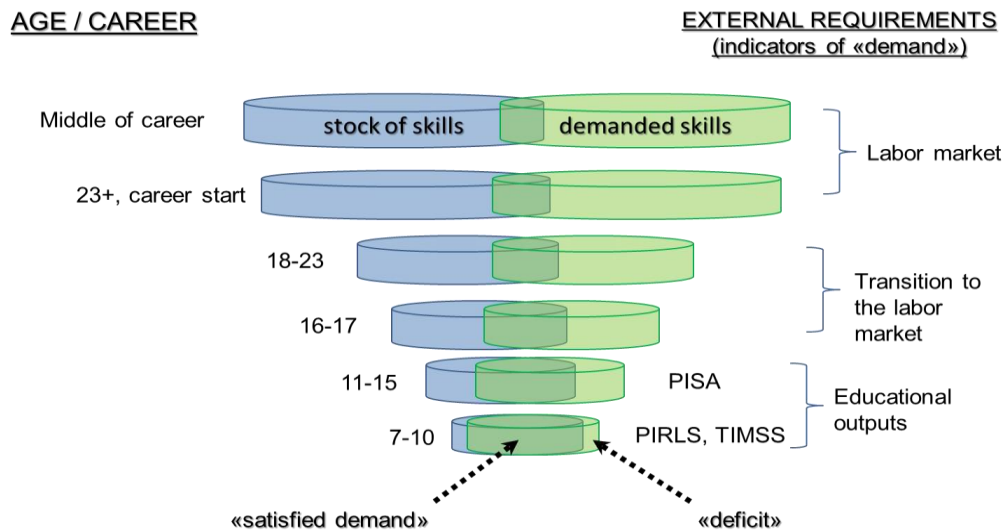 AGE / CAREER
EXTERNAL REQUIREMENTS
(indicators of «demand»)
Middle of career
stock of skills
demanded skills
Labor market
23+, career start
18-23
Transition to
the labor
market
16-17
11-15
PISA
Educational
outputs
7-10
PIRLS, TIMSS
«satisfied demand»
«deficit»